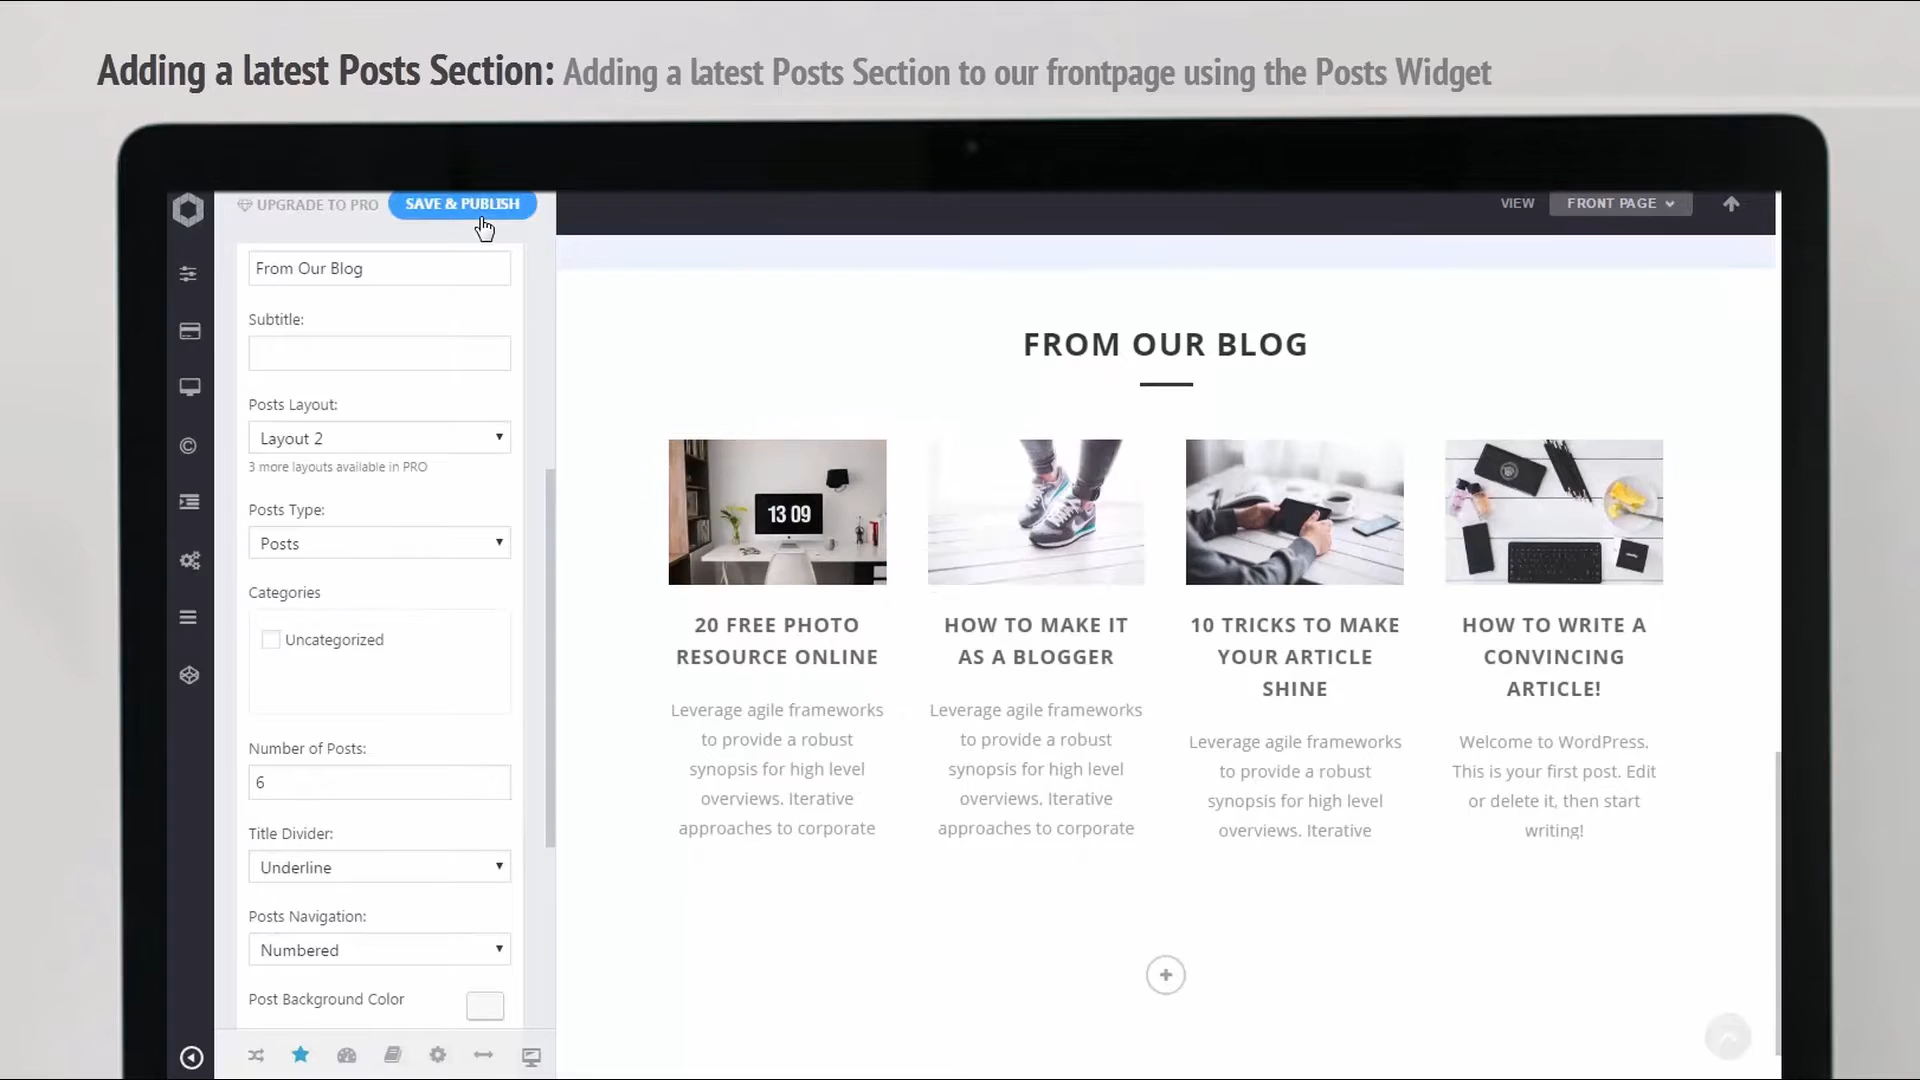 Adding a latest Posts Section: Adding a latest Posts Section to our frontpage using the Posts Widget
UPGRADE TO PRO
SAVE & PUBLISH
VIEW
FRONT PAGE
From Our Blog
Subtitle:
Posts Layout:
Layout 2
3 more layouts available in PRO
Posts Type:
Posts
Categories
Uncategorized
Number of Posts:
6
Title Divider:
Underline
Posts Navigation:
Numbered
Post Background Color
FROM OUR BLOG
13 09
20 FREE PHOTO
RESOURCE ONLINE
Leverage agile frameworks
to provide a robust
synopsis for high level
overviews. Iterative
approaches to corporate
HOW TO MAKE IT
AS A BLOGGER
Leverage agile frameworks
to provide a robust
synopsis for high level
overviews. Iterative
approaches to corporate
10 TRICKS TO MAKE
YOUR ARTICLE
SHINE
Leverage agile frameworks
to provide a robust
synopsis for high level
overviews. Iterative
HOW TO WRITE A
CONVINCING
ARTICLE!
Welcome to WordPress.
This is your first post. Edit
or delete it, then start
writing!